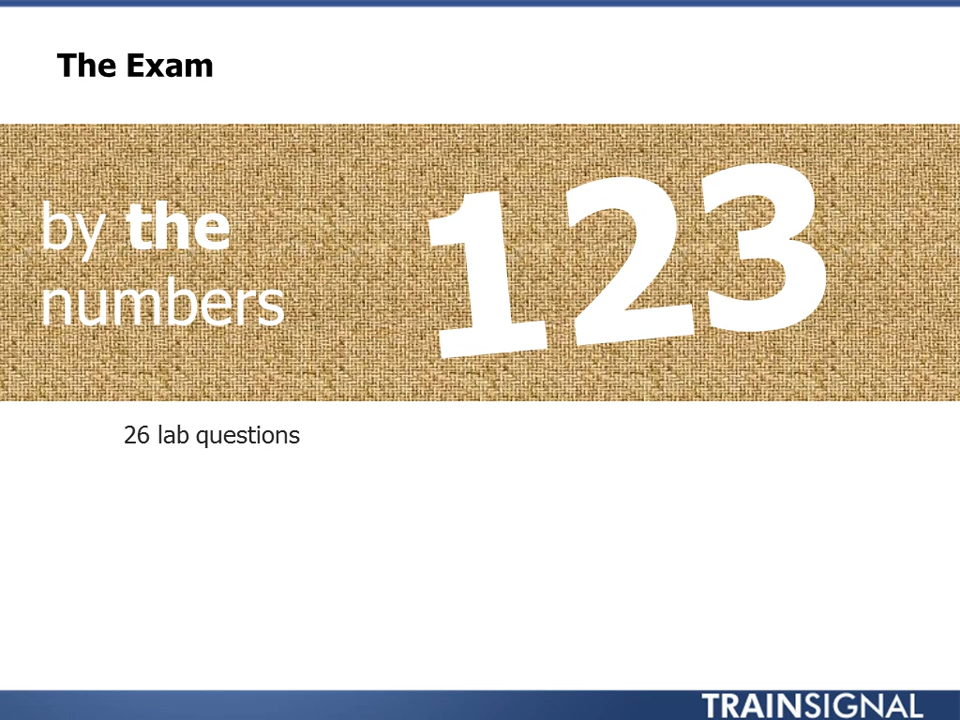 The Exam
by the
numbers
123
26 lab questions
TRAINSIGNAL